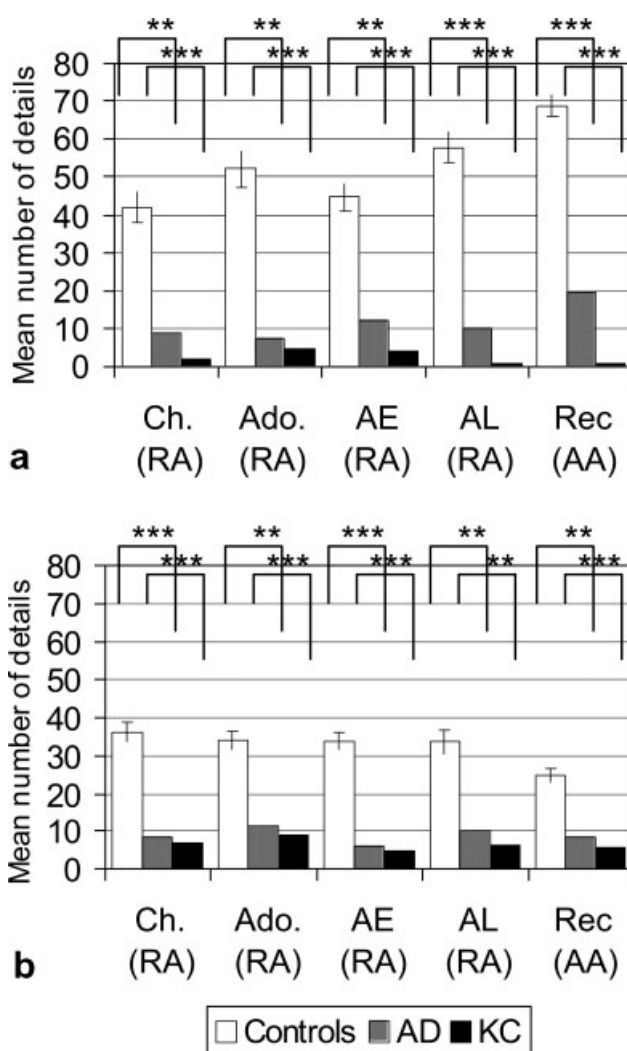 ** ** ** *** ***
*** *** *** *** ***
Mean number of details
80
70
60
50
40
30
20
10
0
Ch. Ado. AE AL Rec
(RA) (RA) (RA) (RA) (AA)
a
*** ** *** ** **
*** *** *** ** ***
Mean number of details
80
70
60
50
40
30
20
10
0
Ch. Ado. AE AL Rec
(RA) (RA) (RA) (RA) (AA)
b
Controls AD KC